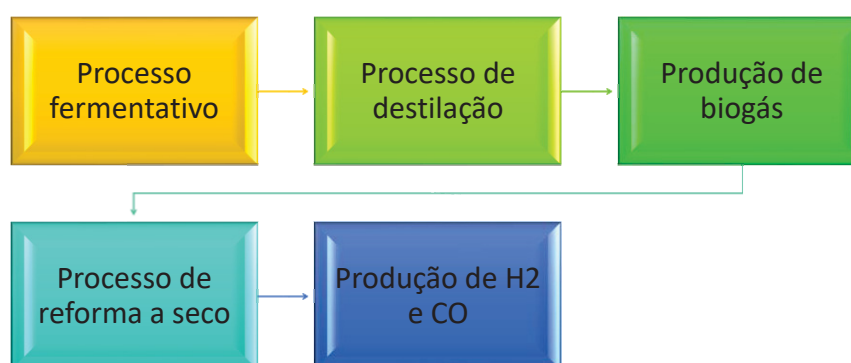 Processo
fermentativo
Processo de
destilação
Produção de
biogás
Processo de
reforma a seco
Produção de H2
e CO